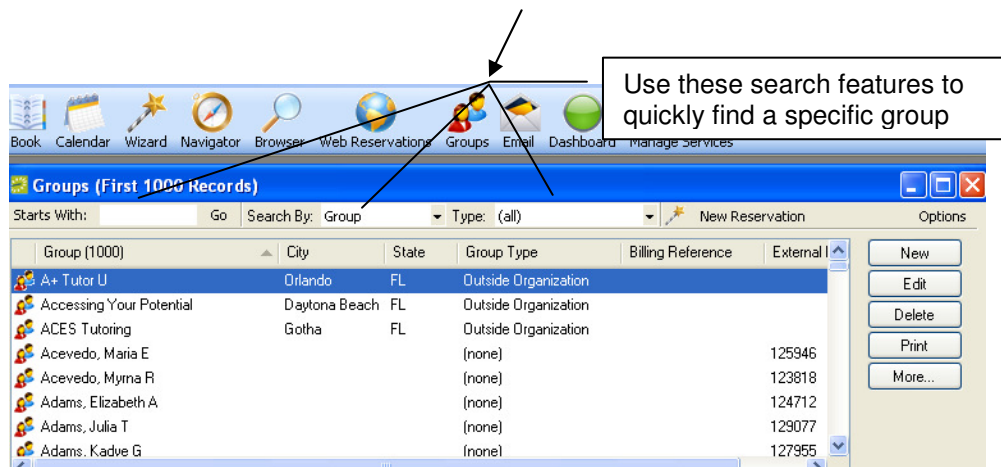 Use these search features to
quickly find a specific group
Book Calendar Wizard Navigator Browser Web Reservations Groups Email Dashboard Manage Services
Groups (First 1000 Records)
Starts With: Go Search By: Group Type: (all) New Reservation Options
Group (1000) City State Group Type Billing Reference External I New
A+ Tutor U Orlando FL Outside Organization Edit
Accessing Your Potential Daytona Beach FL Outside Organization Delete
ACES Tutoring Gotha FL Outside Organization Print
Acevedo, Maria E (none) 125946 More...
Acevedo, Myrna R (none) 123818
Adams, Elizabeth A (none) 124712
Adams, Julia T (none) 129077
Adams, Kadve G (none) 127955